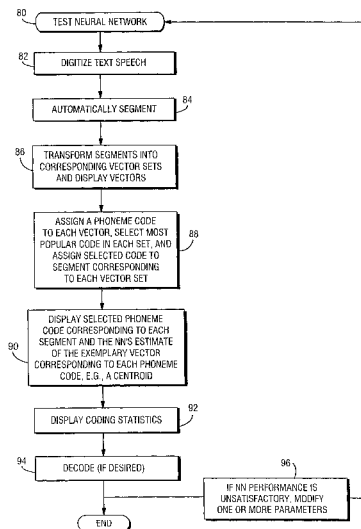 80
TEST NEURAL NETWORK
82
DIGITIZE TEXT SPEECH
AUTOMATICALLY SEGMENT
84
86
TRANSFORM SEGMENTS INTO
CORRESPONDING VECTOR SETS
AND DISPLAY VECTORS
ASSIGN A PHONEME CODE
TO EACH VECTOR, SELECT MOST
POPULAR CODE IN EACH SET, AND
ASSIGN SELECTED CODE TO
SEGMENT CORRESPONDING
TO EACH VECTOR SET
88
90
DISPLAY SELECTED PHONEME
CODE CORRESPONDING TO EACH
SEGMENT AND THE NN'S ESTIMATE
OF THE EXEMPLARY VECTOR
CORRESPONDING TO EACH PHONEME
CODE, E.G., A CENTROID
92
DISPLAY CODING STATISTICS
94
DECODE (IF DESIRED)
96
IF NN PERFORMANCE IS
UNSATISFACTORY, MODIFY
ONE OR MORE PARAMETERS
END